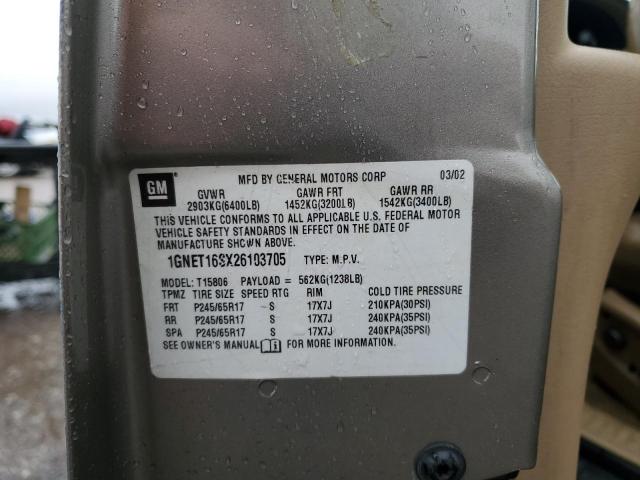 GM
MFD BY GENERAL MOTORS CORP 03/02
GVWR GAWR FRT GAWR RR
2903KG(6400LB) 1452KG(3200LB) 1542KG(3400LB)
THIS VEHICLE CONFORMS TO ALL APPLICABLE U.S. FEDERAL MOTOR
VEHICLE SAFETY STANDARDS IN EFFECT ON THE DATE OF
MANUFACTURE SHOWN ABOVE.
1GNET16SX26103705 TYPE: M.P.V.
MODEL: T15806 PAYLOAD = 562KG(1238LB)
TPMZ TIRE SIZE SPEED RTG RIM COLD TIRE PRESSURE
FRT P245/65R17 S 17X7J 210KPA(30PSI)
RR P245/65R17 S 17X7J 240KPA(35PSI)
SPA P245/65R17 S 17X7J 240KPA(35PSI)
SEE OWNER'S MANUAL FOR MORE INFORMATION.